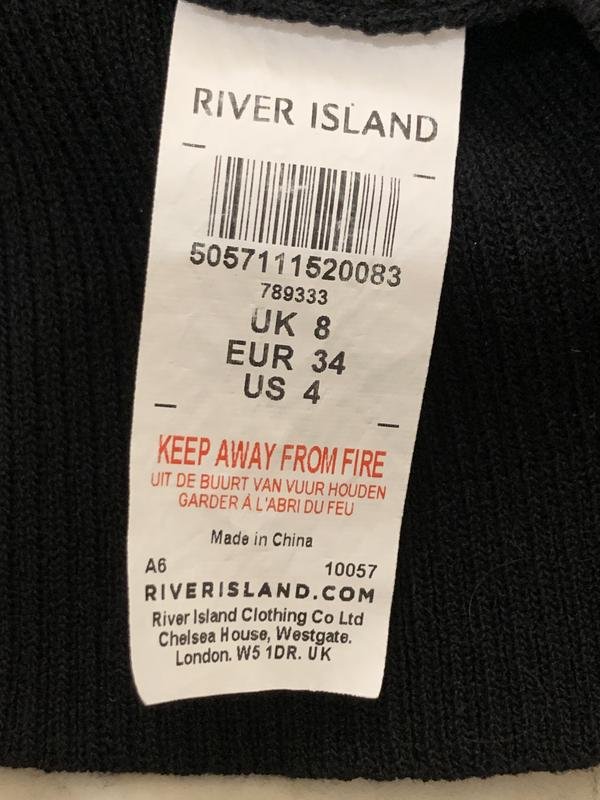 RIVER ISLAND
5057111520083
789333
UK 8
EUR 34
US 4
KEEP AWAY FROM FIRE
UIT DE BUURT VAN VUUR HOUDEN
GARDER À L'ABRI DU FEU
Made in China
A6 10057
RIVERISLAND.COM
River Island Clothing Co Ltd
Chelsea House, Westgate.
London. W5 1DR. UK